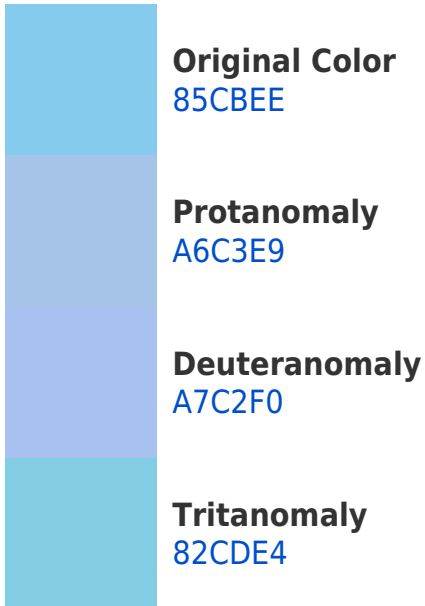 Original Color
85CBEE
Protanomaly
A6C3E9
Deuteranomaly
A7C2F0
Tritanomaly
82CDE4